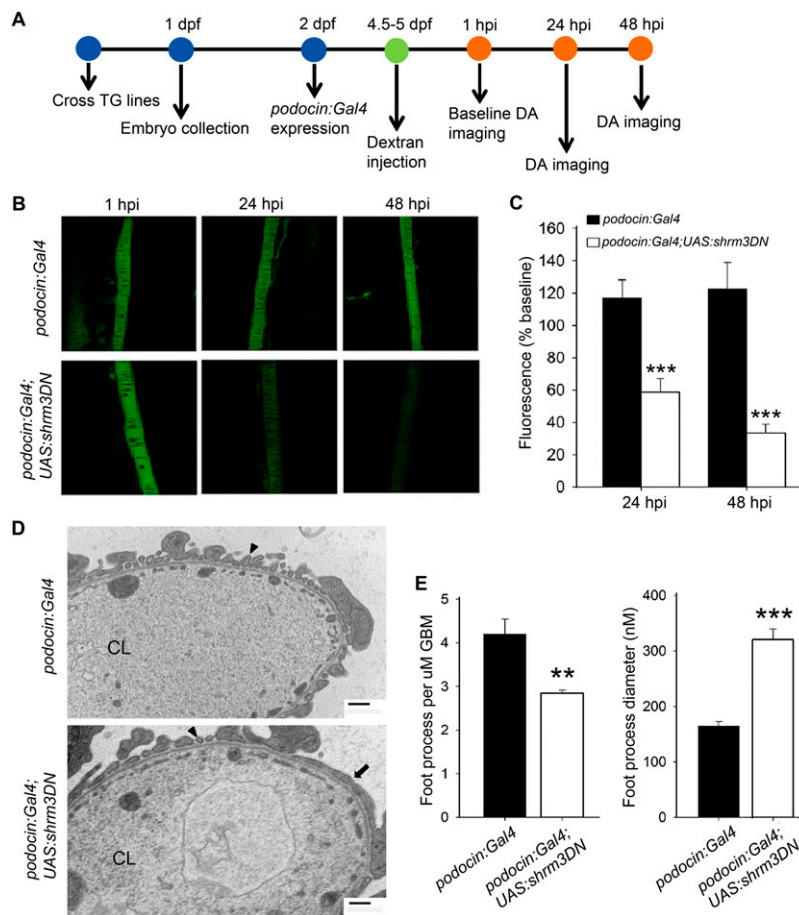 A
1 dpf
2 dpf
4.5-5 dpf
1 hpi
24 hpi
48 hpi
Cross TG lines
Embryo collection
podocin:Gal4
expression
Dextran
injection
Baseline DA
imaging
DA imaging
DA imaging
B
1 hpi
24 hpi
48 hpi
podocin:Gal4
podocin:Gal4;
UAS:shrm3DN
C
podocin:Gal4
podocin:Gal4;UAS:shrm3DN
Fluorescence (% baseline)
160
140
120
100
80
60
40
20
0
***
***
24 hpi
48 hpi
D
podocin:Gal4
CL
podocin:Gal4;
UAS:shrm3DN
CL
E
Foot process per uM GBM
5
4
3
2
1
0
**
podocin:Gal4
podocin:Gal4;
UAS:shrm3DN
Foot process diameter (nM)
400
300
200
100
0
***
podocin:Gal4
podocin:Gal4;
UAS:shrm3DN